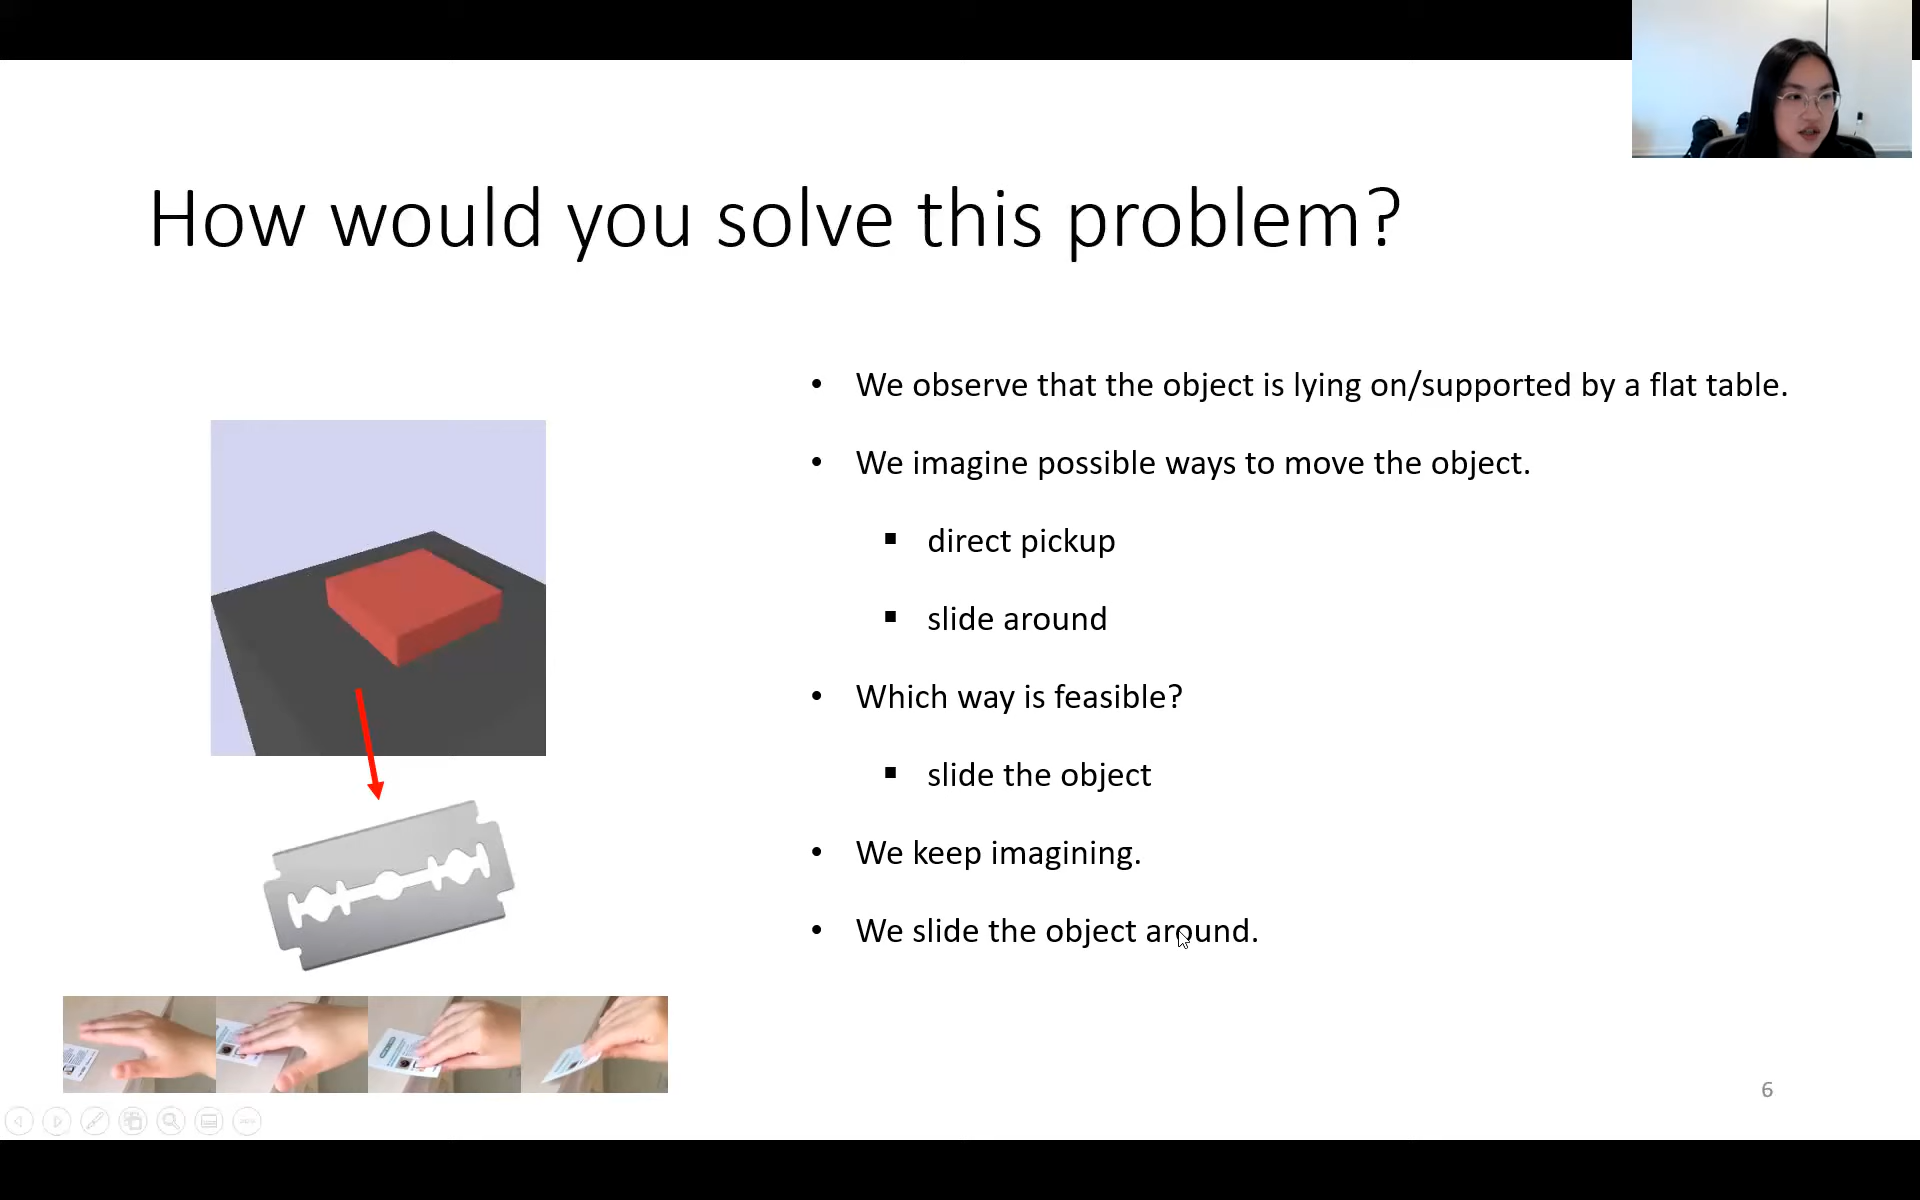 How would you solve this problem?
• We observe that the object is lying on/supported by a flat table.
• We imagine possible ways to move the object.
▪ direct pickup
▪ slide around
• Which way is feasible?
▪ slide the object
• We keep imagining.
• We slide the object around.
6